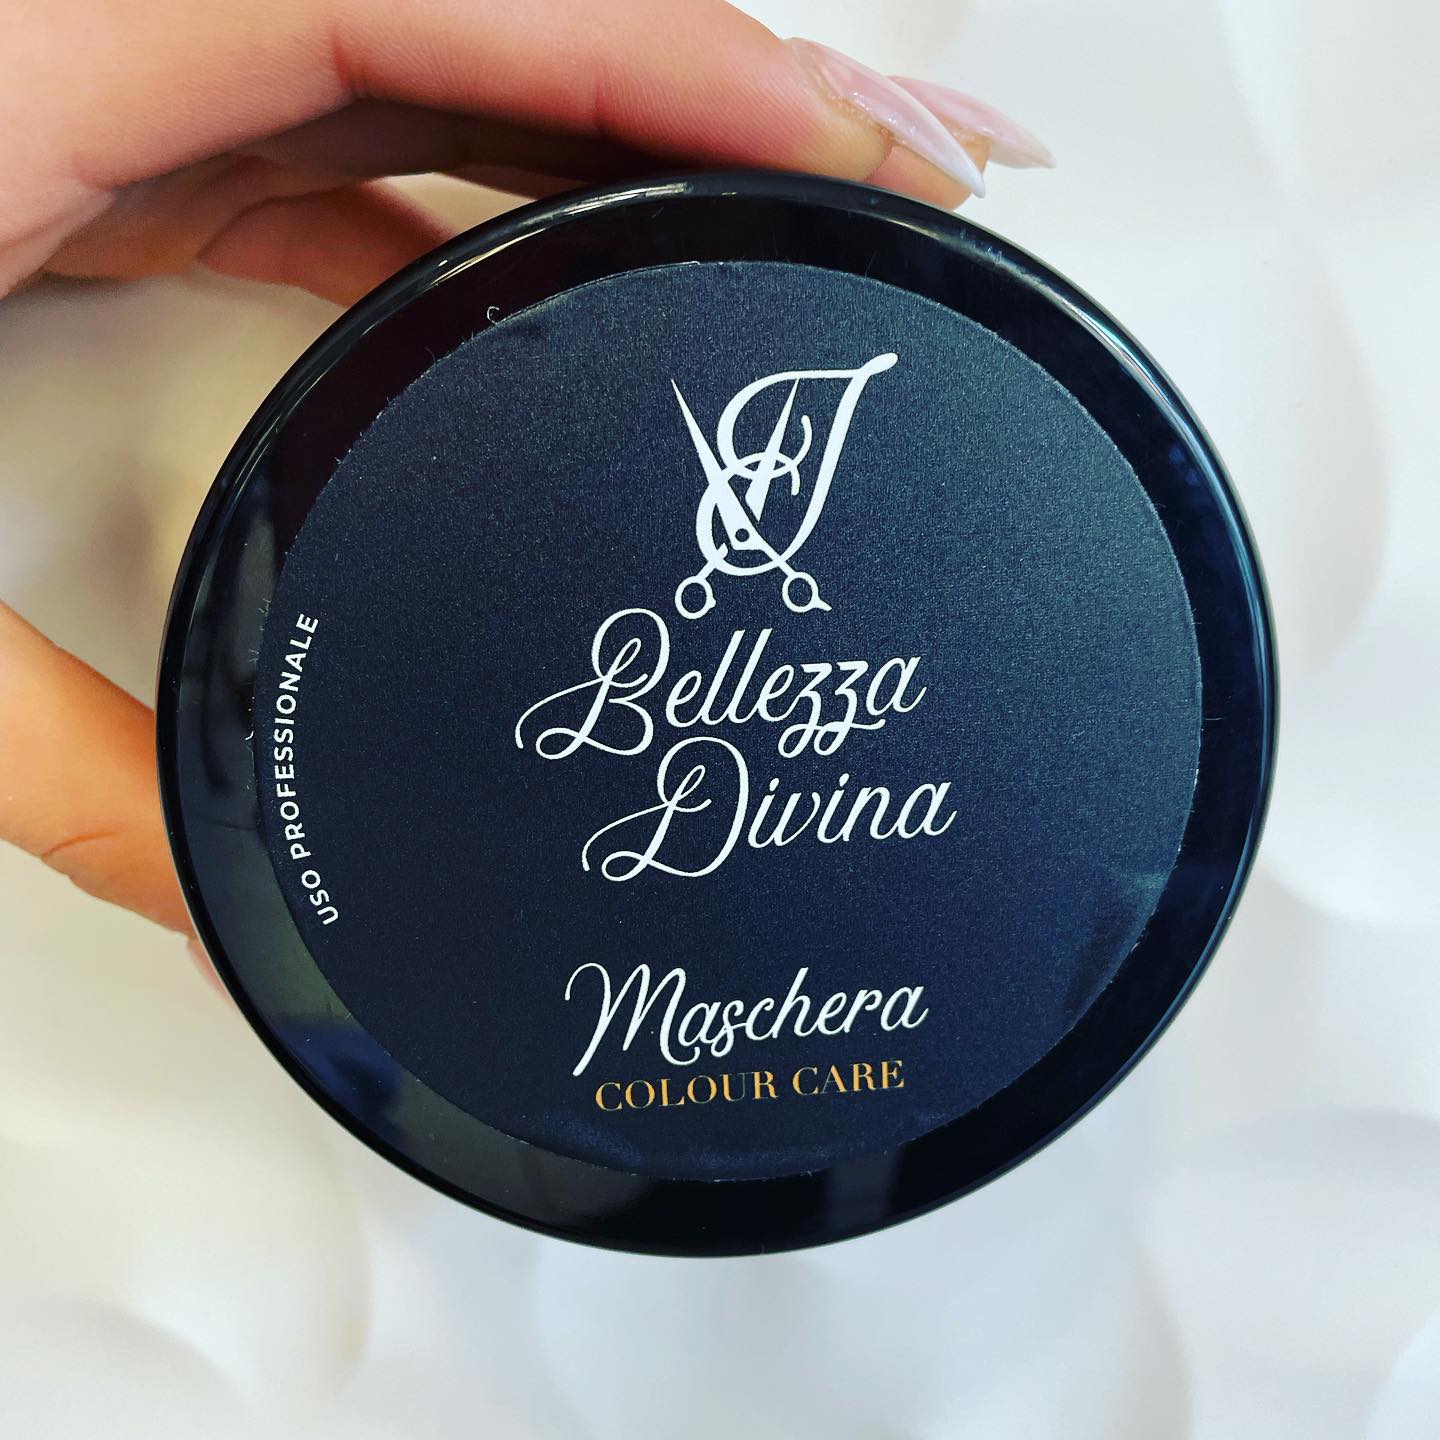 Bellezza
Divina
Maschera
COLOUR CARE
USO PROFESSIONALE